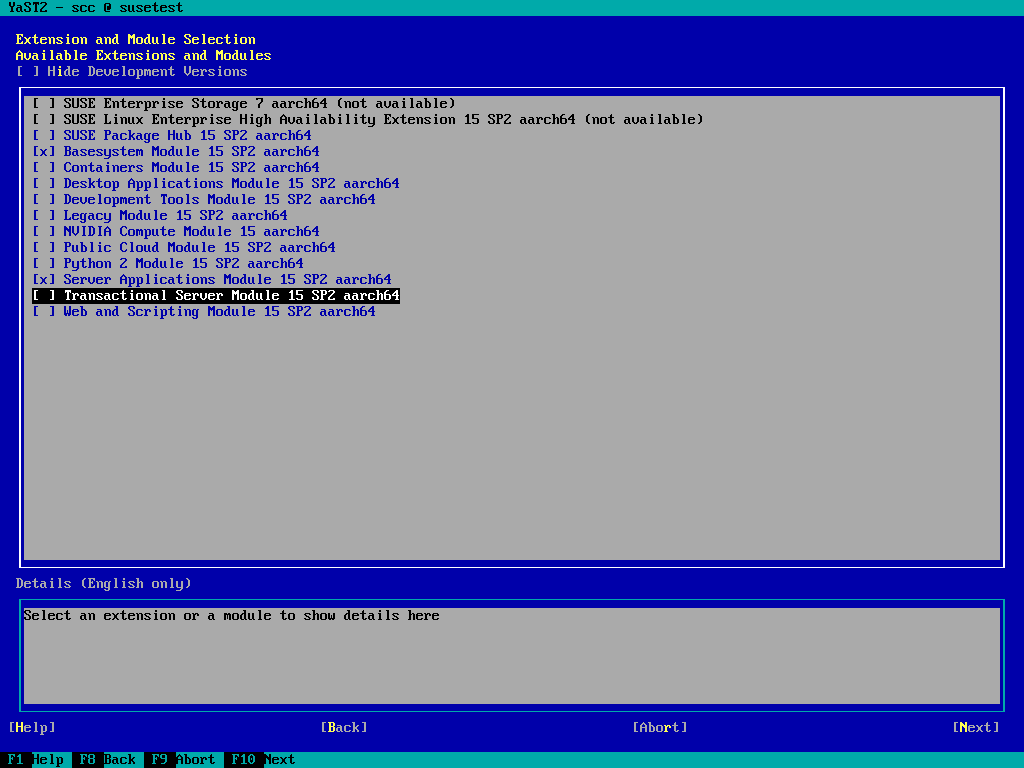 YaST2 - scc @ susetest
Extension and Module Selection
Available Extensions and Modules
[ ] Hide Development Versions
[ ] SUSE Enterprise Storage 7 aarch64 (not available)
[ ] SUSE Linux Enterprise High Availability Extension 15 SP2 aarch64 (not available)
[ ] SUSE Package Hub 15 SP2 aarch64
[x] Basesystem Module 15 SP2 aarch64
[ ] Containers Module 15 SP2 aarch64
[ ] Desktop Applications Module 15 SP2 aarch64
[ ] Development Tools Module 15 SP2 aarch64
[ ] Legacy Module 15 SP2 aarch64
[ ] NVIDIA Compute Module 15 SP2 aarch64
[ ] Public Cloud Module 15 SP2 aarch64
[ ] Python 2 Module 15 SP2 aarch64
[x] Server Applications Module 15 SP2 aarch64
[ ] Transactional Server Module 15 SP2 aarch64
[ ] Web and Scripting Module 15 SP2 aarch64
Details (English only)
Select an extension or a module to show details here
[Help] [Back] [Abort] [Next]
F1 Help F8 Back F9 Abort F10 Next